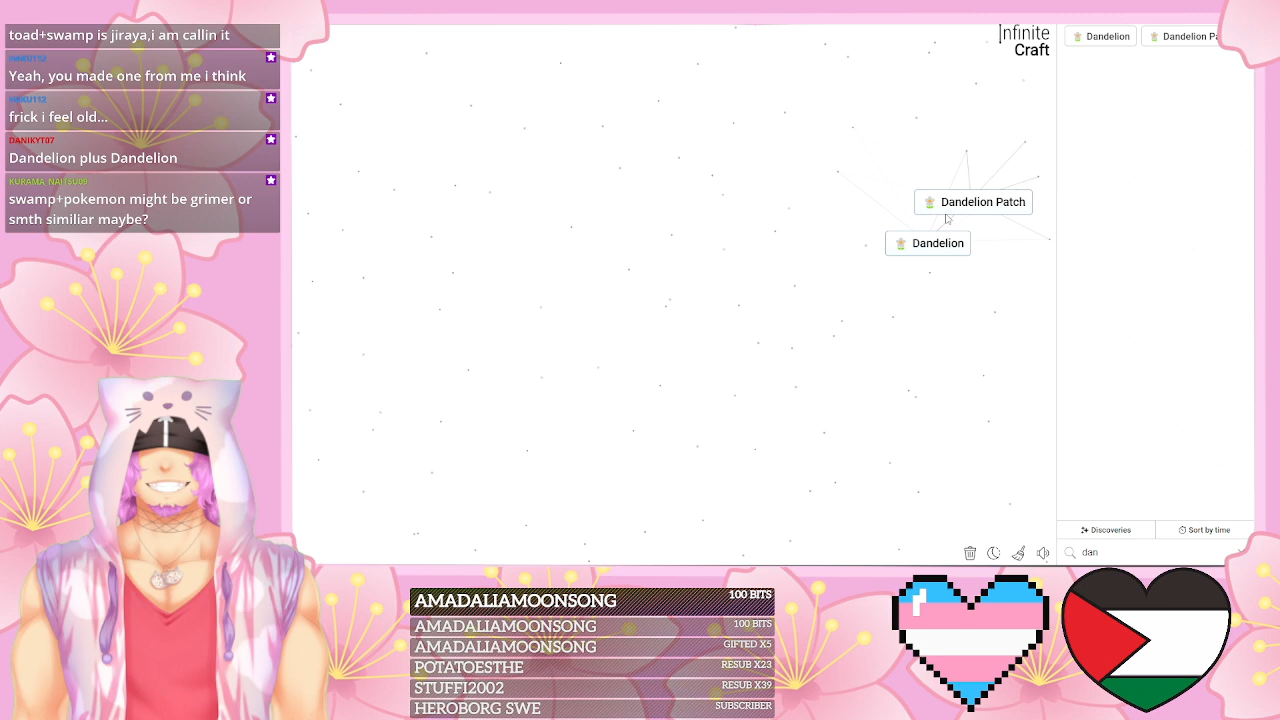 toad+swamp is jiraya,i am callin it
Yeah, you made one from me i think
frick i feel old...
DANIKYT07
Dandelion plus Dandelion
swamp+pokemon might be grimer or
smth similiar maybe?
Infinite
Craft
Dandelion
Dandelion Pa
Dandelion Patch
Dandelion
Discoveries
Sort by time
dan
AMADALIAMOONSONG 100 BITS
AMADALIAMOONSONG 100 BITS
AMADALIAMOONSONG GIFTED X5
POTATOESTHE RESUB X23
STUFFI2002 RESUB X39
HEROBORG SWE SUBSCRIBER